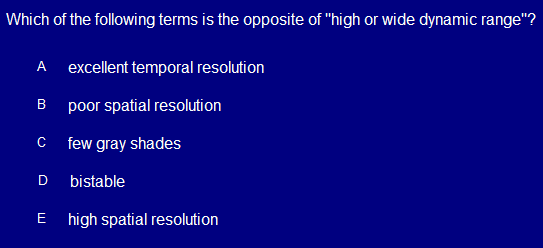 Which of the following terms is the opposite of "high or wide dynamic range"?
A excellent temporal resolution
B poor spatial resolution
C few gray shades
D bistable
E high spatial resolution